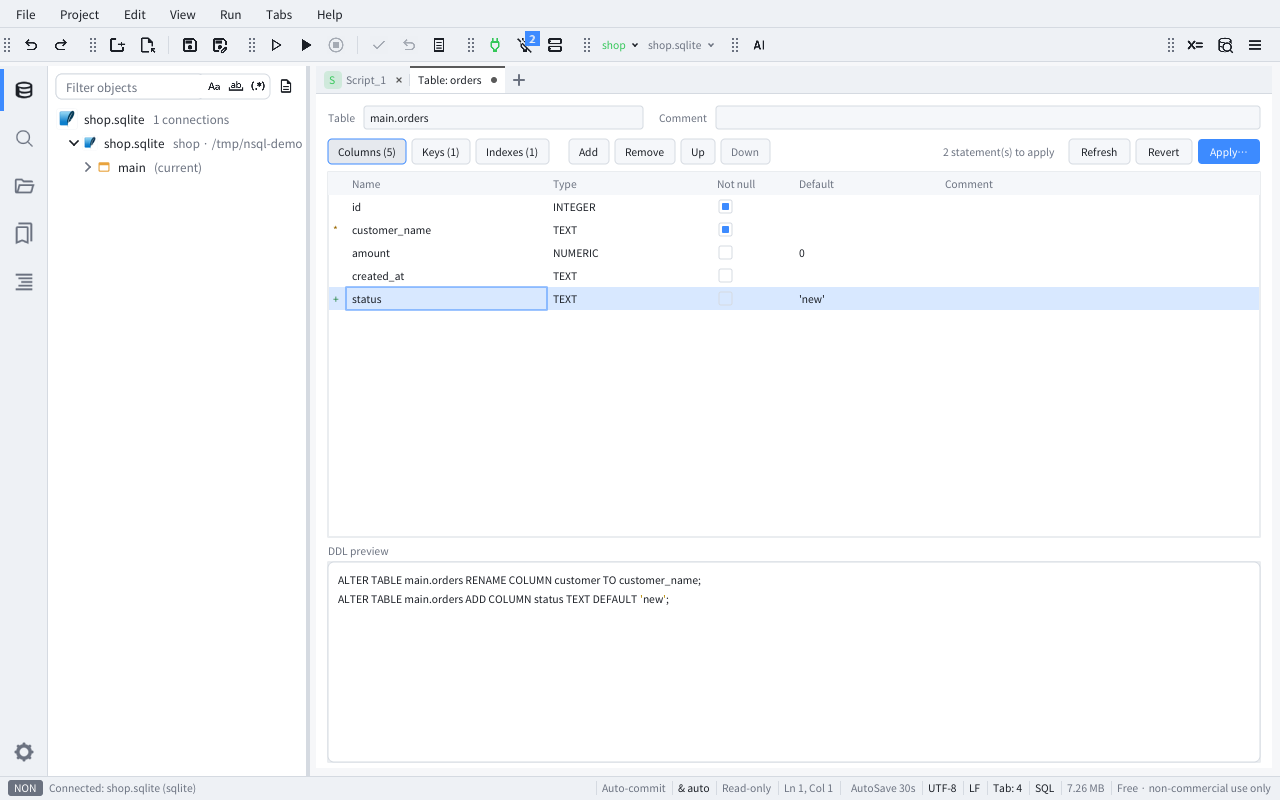 File Project Edit View Run Tabs Help
2 shop shop.sqlite AI X=
Filter objects Aa ab. (.*)
S Script_1 × Table: orders
shop.sqlite 1 connections
shop.sqlite shop · /tmp/nsql-demo
main (current)
Table main.orders Comment
Columns (5) Keys (1) Indexes (1) Add Remove Up Down 2 statement(s) to apply Refresh Revert Apply···
Name Type Not null Default Comment
id INTEGER
* customer_name TEXT
amount NUMERIC 0
created_at TEXT
+ status TEXT 'new'
DDL preview
ALTER TABLE main.orders RENAME COLUMN customer TO customer_name;
ALTER TABLE main.orders ADD COLUMN status TEXT DEFAULT 'new';
NON Connected: shop.sqlite (sqlite) Auto-commit & auto Read-only Ln 1, Col 1 AutoSave 30s UTF-8 LF Tab: 4 SQL 7.26 MB Free · non-commercial use only